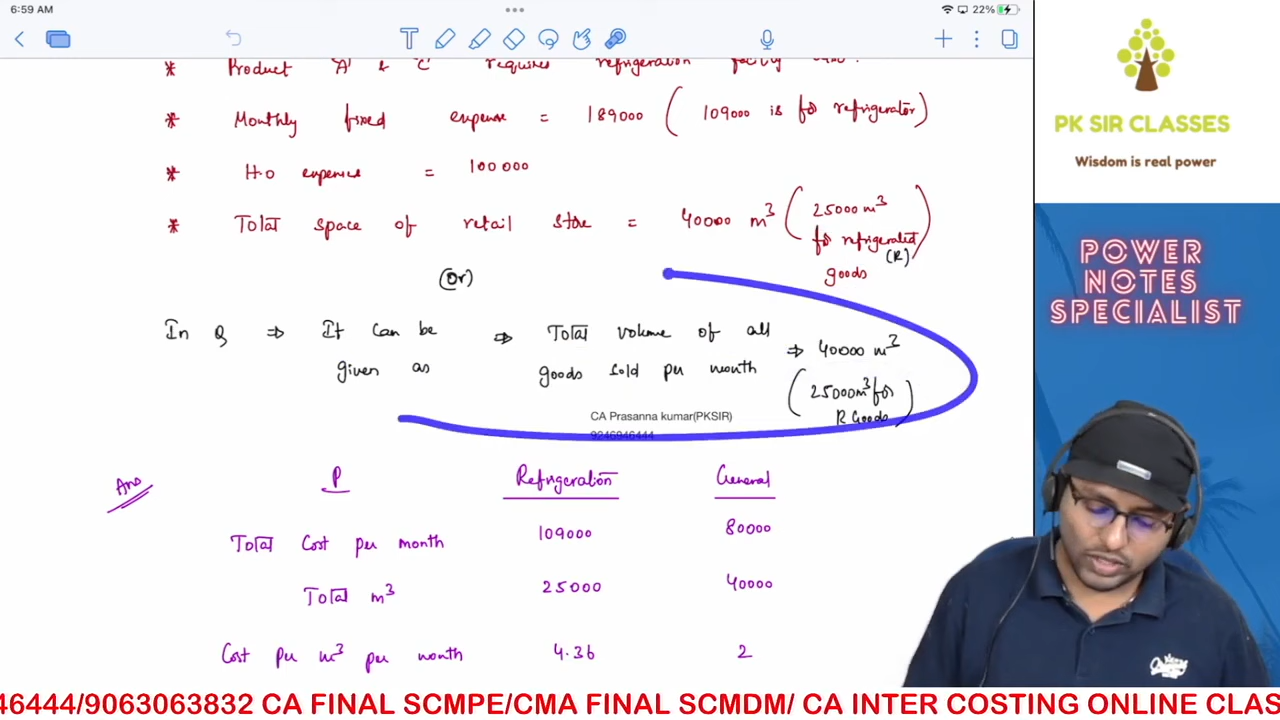 6:59 AM
22%
* Product 'A' & 'C' requires refrigeration
* Monthly fixed expense = 189000 (109000 is for refrigerator)
* H.O expense = 100000
* Total space of retail store = 40000 m³ (25000 m³ for refrigerated (R) goods
(Or)
In Q ⇒ It can be given as ⇒ Total volume of all goods sold per month ⇒ 40000 m³ (25000 m³ for R Goods)
CA Prasanna kumar(PKSIR)
9246946444
Ans P Refrigeration General
Total Cost per month 109000 80000
Total m³ 25000 40000
Cost per m³ per month 4.36 2
PK SIR CLASSES
Wisdom is real power
POWER
NOTES
SPECIALIST
46444/9063063832 CA FINAL SCMPE/CMA FINAL SCMDM/ CA INTER COSTING ONLINE CLAS